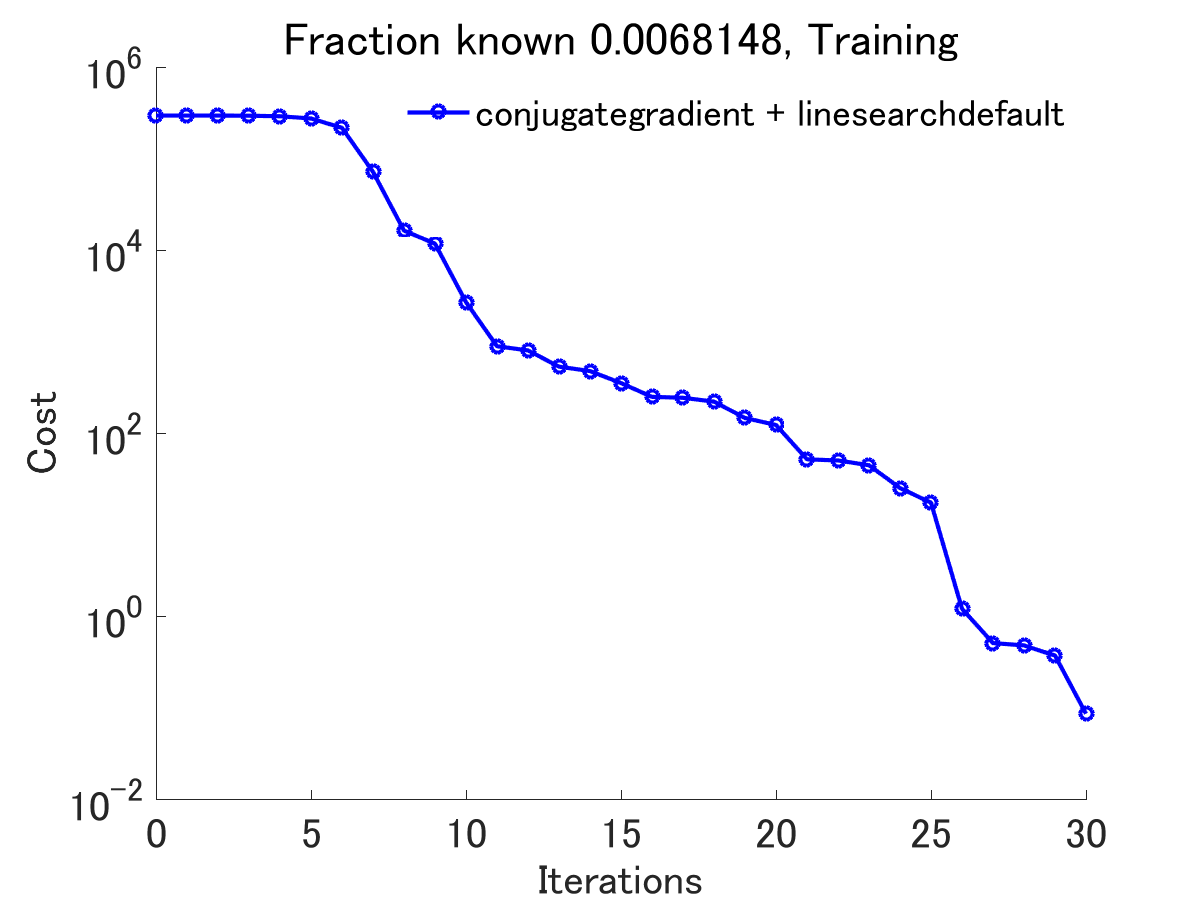 Fraction known 0.0068148, Training
conjugategradient + linesearchdefault
10^6
10^4
10^2
10^0
10^-2
Cost
0 5 10 15 20 25 30
Iterations